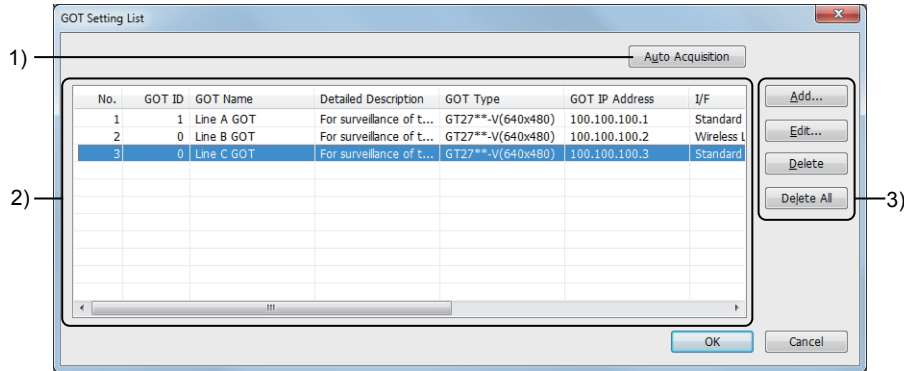 GOT Setting List
1)
Auto Acquisition
No. GOT ID GOT Name Detailed Description GOT Type GOT IP Address I/F
1 1 Line A GOT For surveillance of t... GT27**-V(640x480) 100.100.100.1 Standard
2 0 Line B GOT For surveillance of t... GT27**-V(640x480) 100.100.100.2 Wireless L
3 0 Line C GOT For surveillance of t... GT27**-V(640x480) 100.100.100.3 Standard
Add...
Edit...
Delete
Delete All
2)
3)
OK Cancel